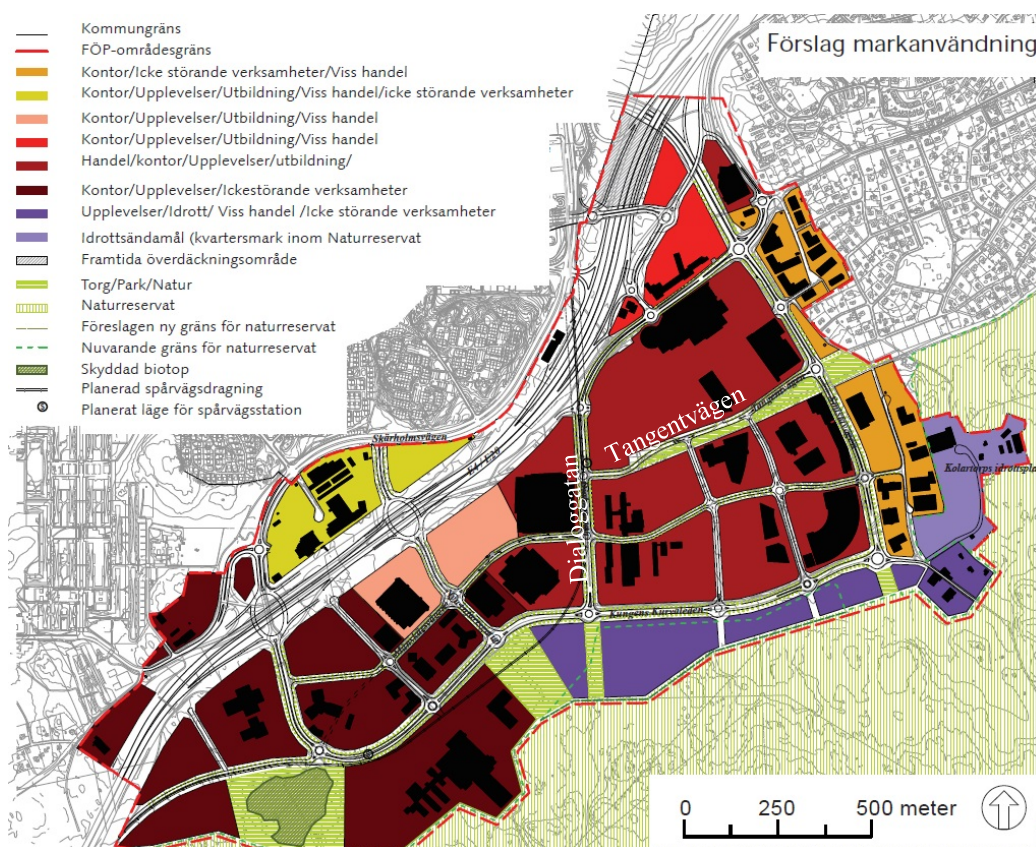 Kommungräns
FÖP-områdesgräns
Kontor/Icke störande verksamheter/Viss handel
Kontor/Upplevelser/Utbildning/Viss handel/icke störande verksamheter
Kontor/Upplevelser/Utbildning/Viss handel
Kontor/Upplevelser/Utbildning/Viss handel
Handel/kontor/Upplevelser/utbildning/
Kontor/Upplevelser/Ickestörande verksamheter
Upplevelser/Idrott/ Viss handel /Icke störande verksamheter
Idrottsändamål (kvartersmark inom Naturreservat
Framtida överdäckningsområde
Torg/Park/Natur
Naturreservat
Föreslagen ny gräns för naturreservat
Nuvarande gräns för naturreservat
Skyddad biotop
Planerad spårvägsdragning
Planerat läge för spårvägsstation
Förslag markanvändning
Tangentvägen
Dialoggatan
Skärholmsvägen
E4/E20
Kolartorps idrottspla
Kungens Kurvaleden
0 250 500 meter